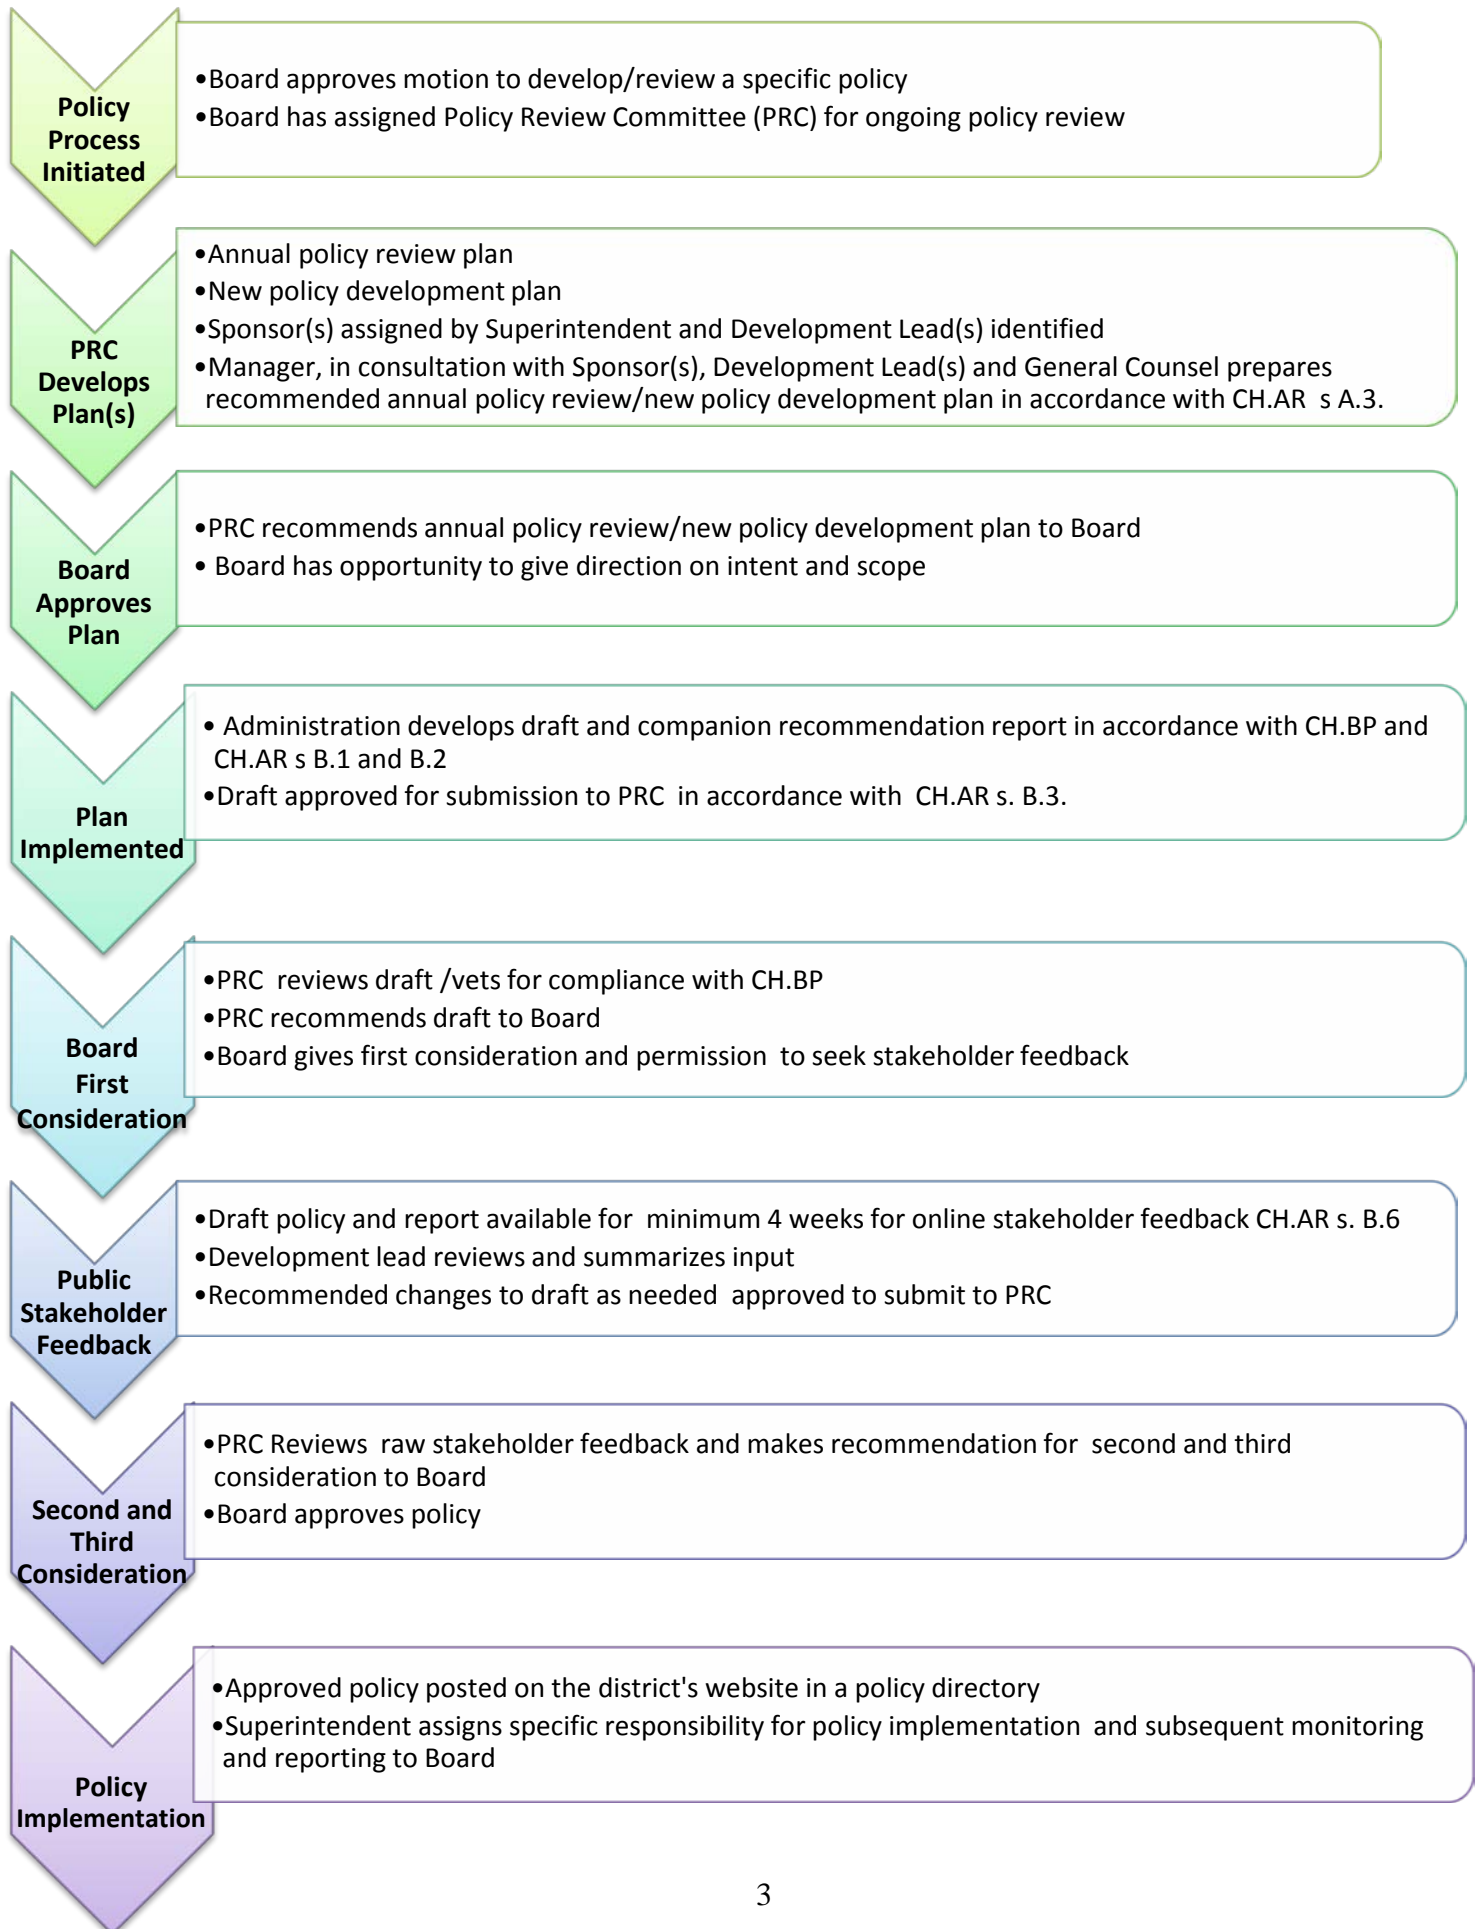 Policy
Process
Initiated
•Board approves motion to develop/review a specific policy
•Board has assigned Policy Review Committee (PRC) for ongoing policy review
PRC
Develops
Plan(s)
•Annual policy review plan
•New policy development plan
•Sponsor(s) assigned by Superintendent and Development Lead(s) identified
•Manager, in consultation with Sponsor(s), Development Lead(s) and General Counsel prepares
recommended annual policy review/new policy development plan in accordance with CH.AR s A.3.
Board
Approves
Plan
•PRC recommends annual policy review/new policy development plan to Board
• Board has opportunity to give direction on intent and scope
Plan
Implemented
• Administration develops draft and companion recommendation report in accordance with CH.BP and
CH.AR s B.1 and B.2
•Draft approved for submission to PRC in accordance with CH.AR s. B.3.
Board
First
Consideration
•PRC reviews draft /vets for compliance with CH.BP
•PRC recommends draft to Board
•Board gives first consideration and permission to seek stakeholder feedback
Public
Stakeholder
Feedback
•Draft policy and report available for minimum 4 weeks for online stakeholder feedback CH.AR s. B.6
•Development lead reviews and summarizes input
•Recommended changes to draft as needed approved to submit to PRC
Second and
Third
Consideration
•PRC Reviews raw stakeholder feedback and makes recommendation for second and third
consideration to Board
•Board approves policy
Policy
Implementation
•Approved policy posted on the district's website in a policy directory
•Superintendent assigns specific responsibility for policy implementation and subsequent monitoring
and reporting to Board
3